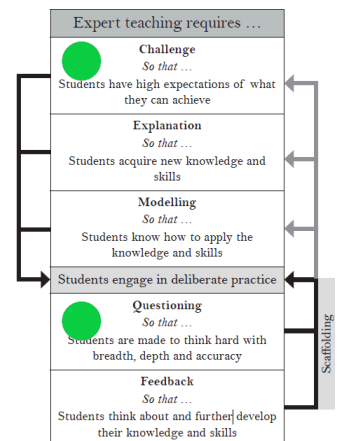 Expert teaching requires …
Challenge
So that …
Students have high expectations of what
they can achieve
Explanation
So that …
Students acquire new knowledge and
skills
Modelling
So that …
Students know how to apply the
knowledge and skills
Students engage in deliberate practice
Questioning
So that …
Students are made to think hard with
breadth, depth and accuracy
Feedback
So that …
Students think about and further develop
their knowledge and skills
Scaffolding